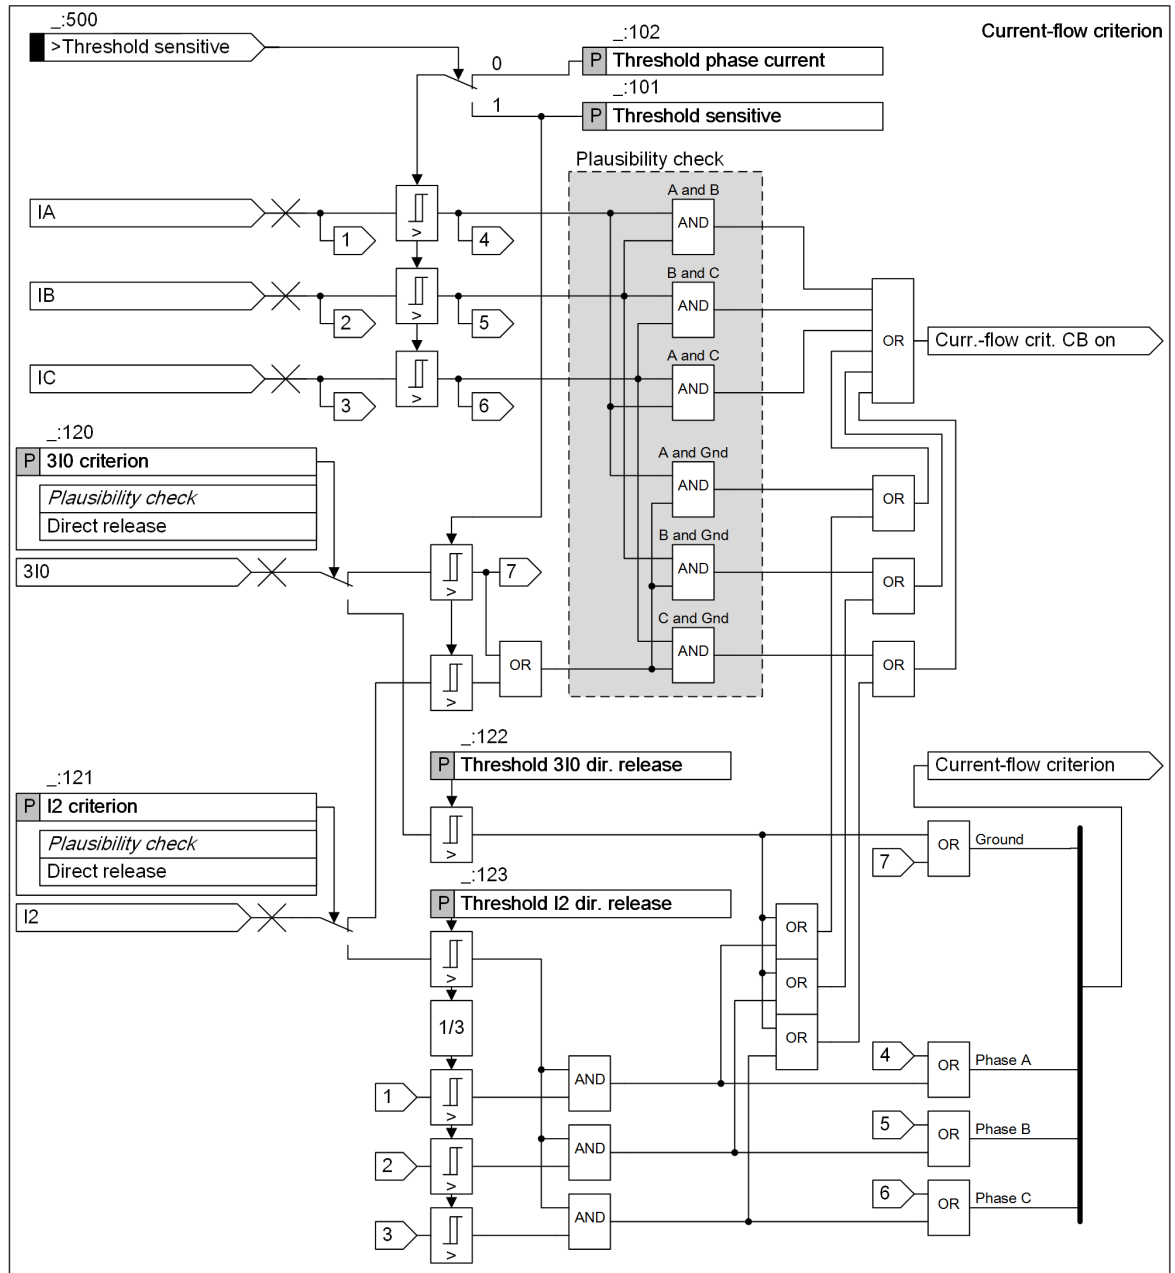 _:500
Current-flow criterion
>Threshold sensitive
_:102
P Threshold phase current
0
_:101
1
P Threshold sensitive
Plausibility check
A and B
IA
AND
>
1
4
B and C
IB
AND
>
2
5
OR
Curr.-flow crit. CB on
A and C
IC
AND
>
3
6
_:120
P 3I0 criterion
A and Gnd
Plausibility check
AND
OR
Direct release
B and Gnd
3I0
7
AND
OR
>
C and Gnd
OR
AND
OR
>
_:122
P Threshold 3I0 dir. release
Current-flow criterion
_:121
P I2 criterion
Plausibility check
OR
Ground
>
7
Direct release
_:123
P Threshold I2 dir. release
I2
OR
>
OR
1/3
OR
4
OR
Phase A
AND
1
>
5
OR
Phase B
AND
2
>
6
OR
Phase C
AND
3
>